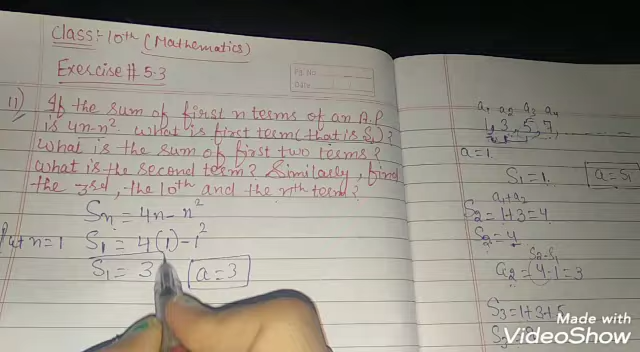 Class:- 10th (Mathematics)
Exercise # 5.3
Pg No.
Date
11) If the sum of first n terms of an A.P
is 4n-n². what is first term (that is S₁)?
what is the sum of first two terms?
what is the second term? Similarly, find
the 3rd, the 10th and the nth term?
Sₙ = 4n - n²
Put n=1
S₁ = 4(1) - 1²
S₁ = 3
a = 3
a₁ a₂ a₃ a₄
1, 3, 5, 7,
a = 1.
S₁ = 1.
a = S₁
a₁+a₂
S₂ = 1+3 = 4
S₂ = 4
S₂-S₁
a₂ = 4-1 = 3
S₃ = 1+3+5
Made with
VideoShow